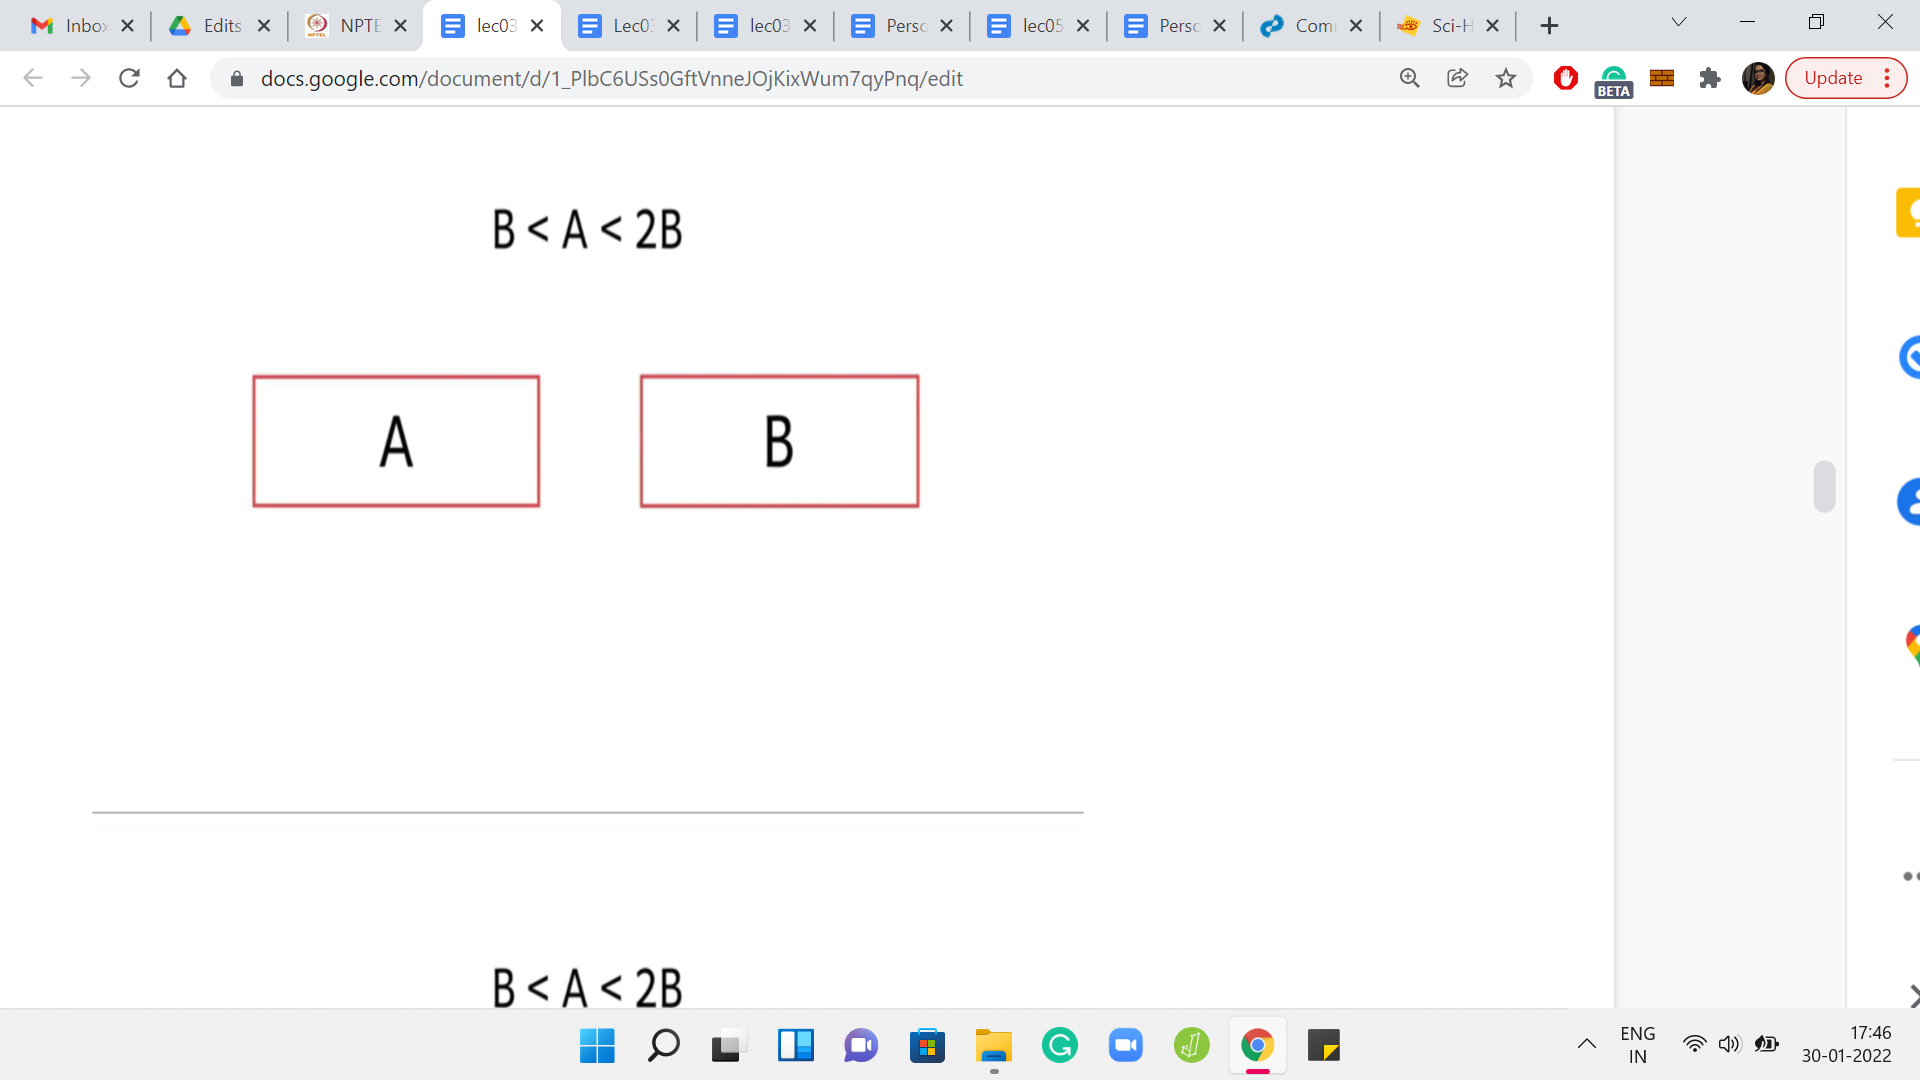 Inbox
Edits
NPTE
lec03
Lec03
lec03
Perso
lec05
Perso
Com
Sci-H
docs.google.com/document/d/1_PlbC6USs0GftVnneJOjKixWum7qyPnq/edit
BETA
Update
B < A < 2B
A
B
B < A < 2B
ENG
IN
17:46
30-01-2022